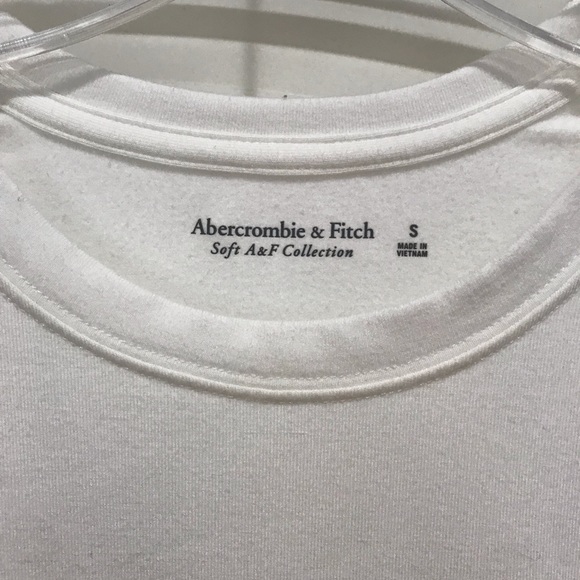 Abercrombie & Fitch
Soft A&F Collection
S
MADE IN
VIETNAM